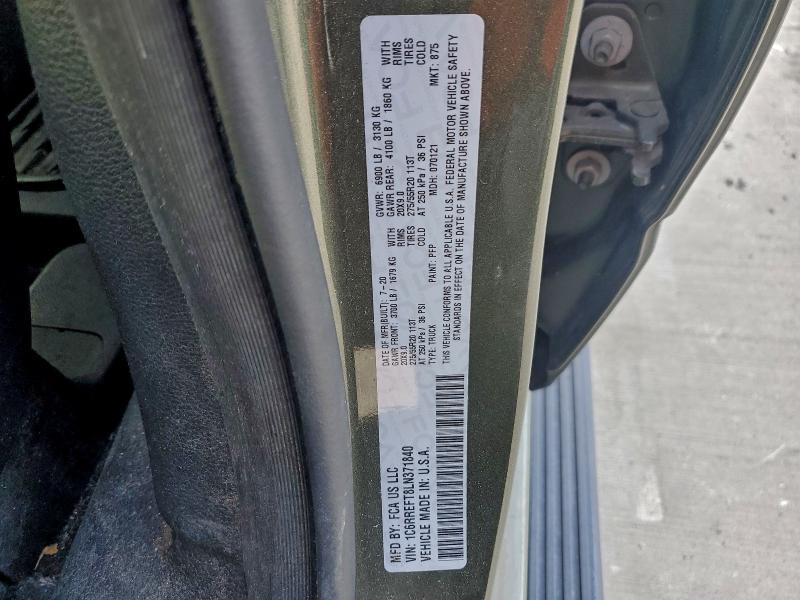 MFD BY: FCA US LLC
VIN: 1C6RREFT8LN371840
VEHICLE MADE IN: U.S.A.
DATE OF MFR(BUILT): 7-20 GVWR: 6900 LB / 3130 KG
GAWR FRONT: 3700 LB / 1679 KG WITH GAWR REAR: 4100 LB / 1860 KG WITH
20X9.0 RIMS 20X9.0 RIMS
275/55R20 113T TIRES 275/55R20 113T TIRES
AT 250 kPa / 36 PSI COLD AT 250 kPa / 36 PSI COLD
TYPE: TRUCK PAINT: PFP MDH: 070121 MKT: 875
THIS VEHICLE CONFORMS TO ALL APPLICABLE U.S.A. FEDERAL MOTOR VEHICLE SAFETY
STANDARDS IN EFFECT ON THE DATE OF MANUFACTURE SHOWN ABOVE.